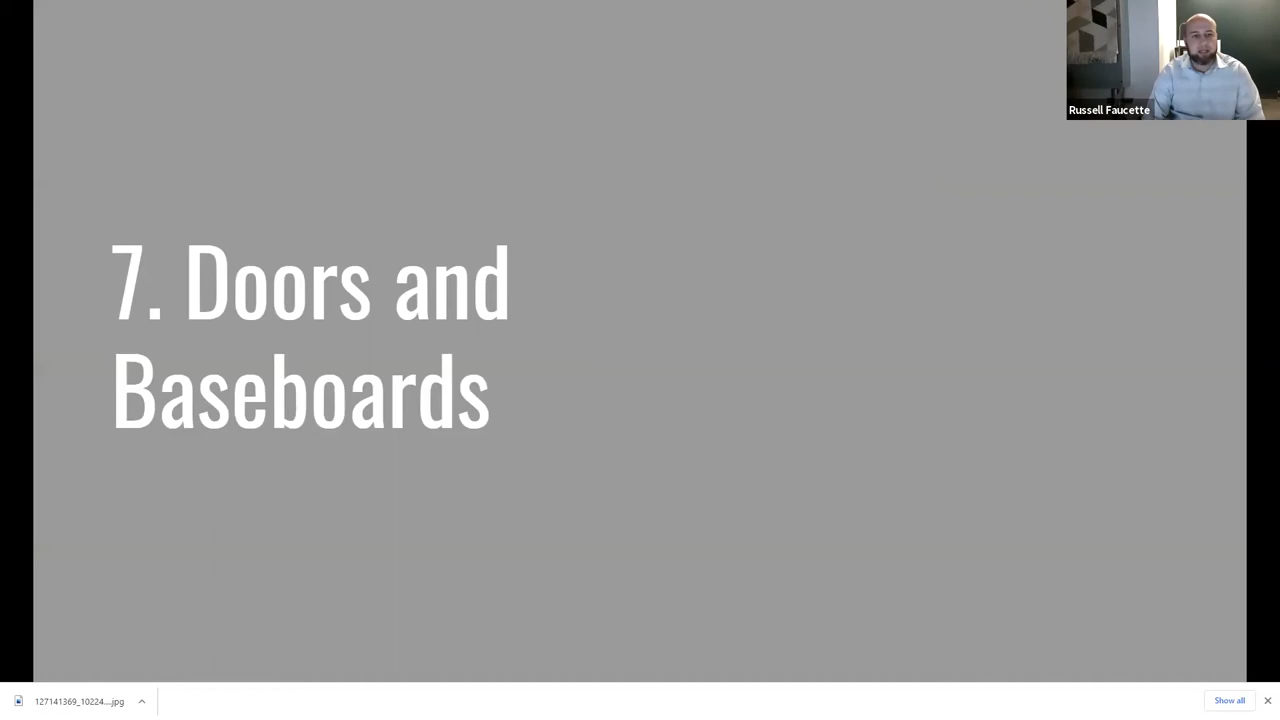 Russell Faucette
7. Doors and
Baseboards
127141369_10224....jpg
Show all